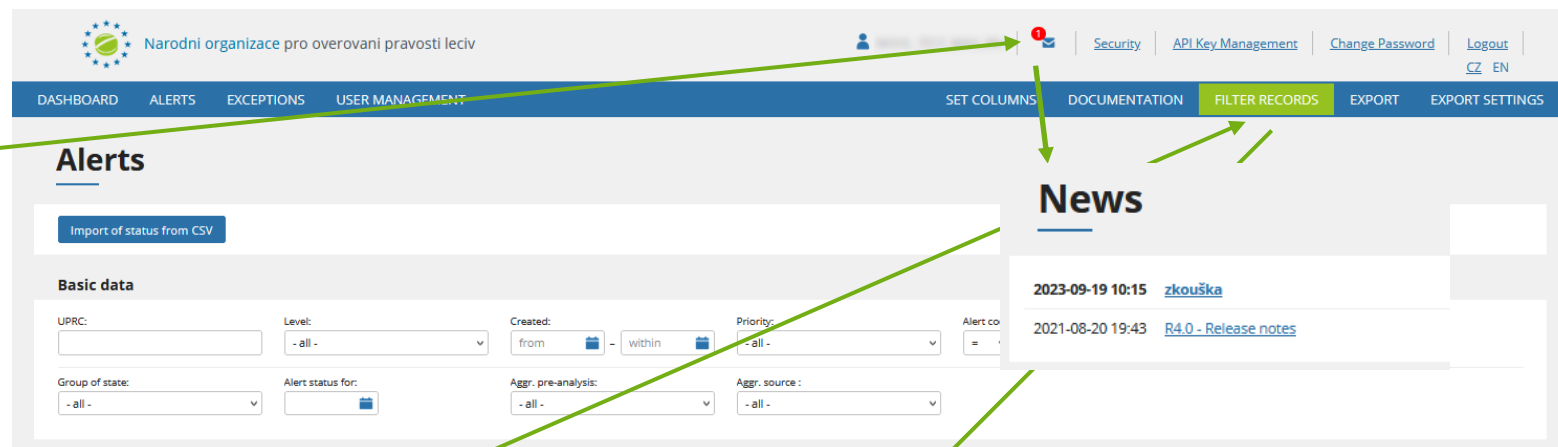 Narodni organizace pro overovani pravosti leciv
1
Security API Key Management Change Password Logout
CZ EN
DASHBOARD ALERTS EXCEPTIONS USER MANAGEMENT SET COLUMNS DOCUMENTATION FILTER RECORDS EXPORT EXPORT SETTINGS
Alerts
Import of status from CSV
News
2023-09-19 10:15 zkouška
2021-08-20 19:43 R4.0 - Release notes
Basic data
UPRC: Level: Created: Priority: Alert
- all - from – within - all - =
Group of state: Alert status for: Aggr. pre-analysis: Aggr. source :
- all - - all - - all -